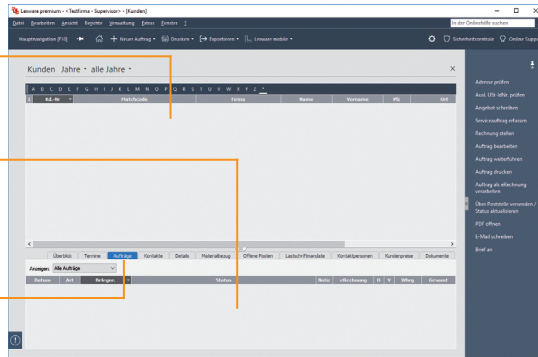 Lexware premium - <Testfirma - Supervisor> - [Kunden]
Datei Bearbeiten Ansicht Berichte Verwaltung Extras Fenster ?
In der Onlinehilfe suchen
Hauptnavigation [F10]
+ Neuer Auftrag
Drucken
Exportieren
Lexware mobile
Sicherheitszentrale
Online Suppo
Kunden Jahre alle Jahre
A B C D E F G H I J K L M N O P Q R S T U V W X Y Z *
Kd.-Nr Matchcode Firma Name Vorname Plz Ort
Adresse prüfen
Ausl. USt-IdNr. prüfen
Angebot schreiben
Serviceauftrag erfassen
Rechnung stellen
Auftrag bearbeiten
Auftrag weiterführen
Auftrag drucken
Auftrag als eRechnung
verarbeiten
Über Poststelle versenden /
Status aktualisieren
PDF öffnen
E-Mail schreiben
Brief an
Überblick Termine Aufträge Kontakte Details Materialbezug Offene Posten Lastschriftmandate Kontaktpersonen Kundenpreise Dokumente
Anzeigen: Alle Aufträge
Datum Art Belegnr. Status Notiz eRechnung D V Whrg Gesamt